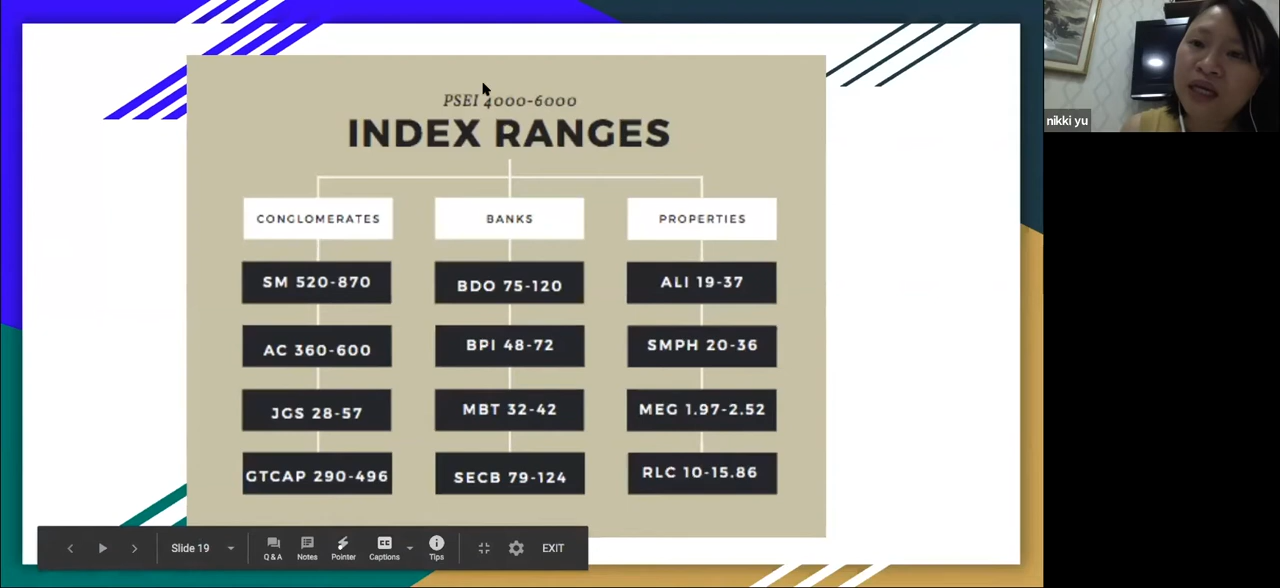 PSEI 4000-6000
INDEX RANGES
CONGLOMERATES
SM 520-870
AC 360-600
JGS 28-57
GTCAP 290-496
BANKS
BDO 75-120
BPI 48-72
MBT 32-42
SECB 79-124
PROPERTIES
ALI 19-37
SMPH 20-36
MEG 1.97-2.52
RLC 10-15.86
nikki yu
Slide 19
Q & A
Notes
Pointer
CC
Captions
Tips
EXIT